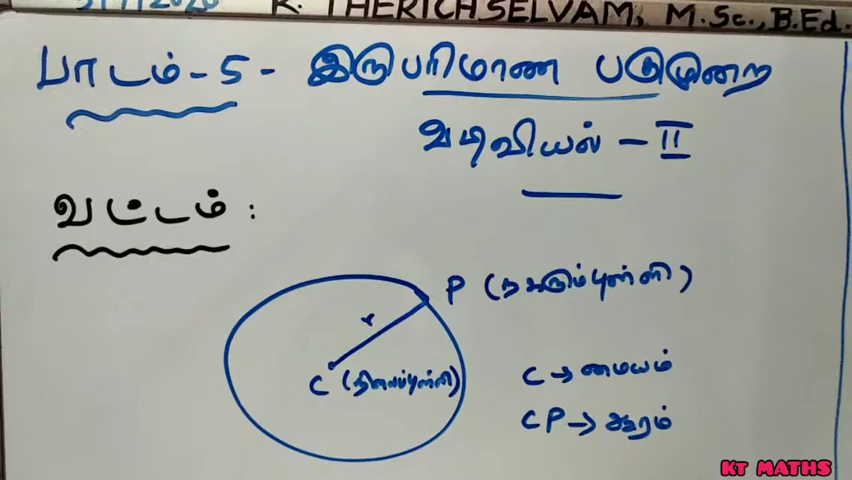 K. THERICHSELVAM, M.Sc., B.Ed.
பாடம் - 5 - இருபரிமாண பகுமுறை
வடிவியல் - II
வட்டம் :
P (நகரும்புள்ளி)
r
C (நிலைப்புள்ளி)
C → மையம்
CP → ஆரம்
KT MATHS